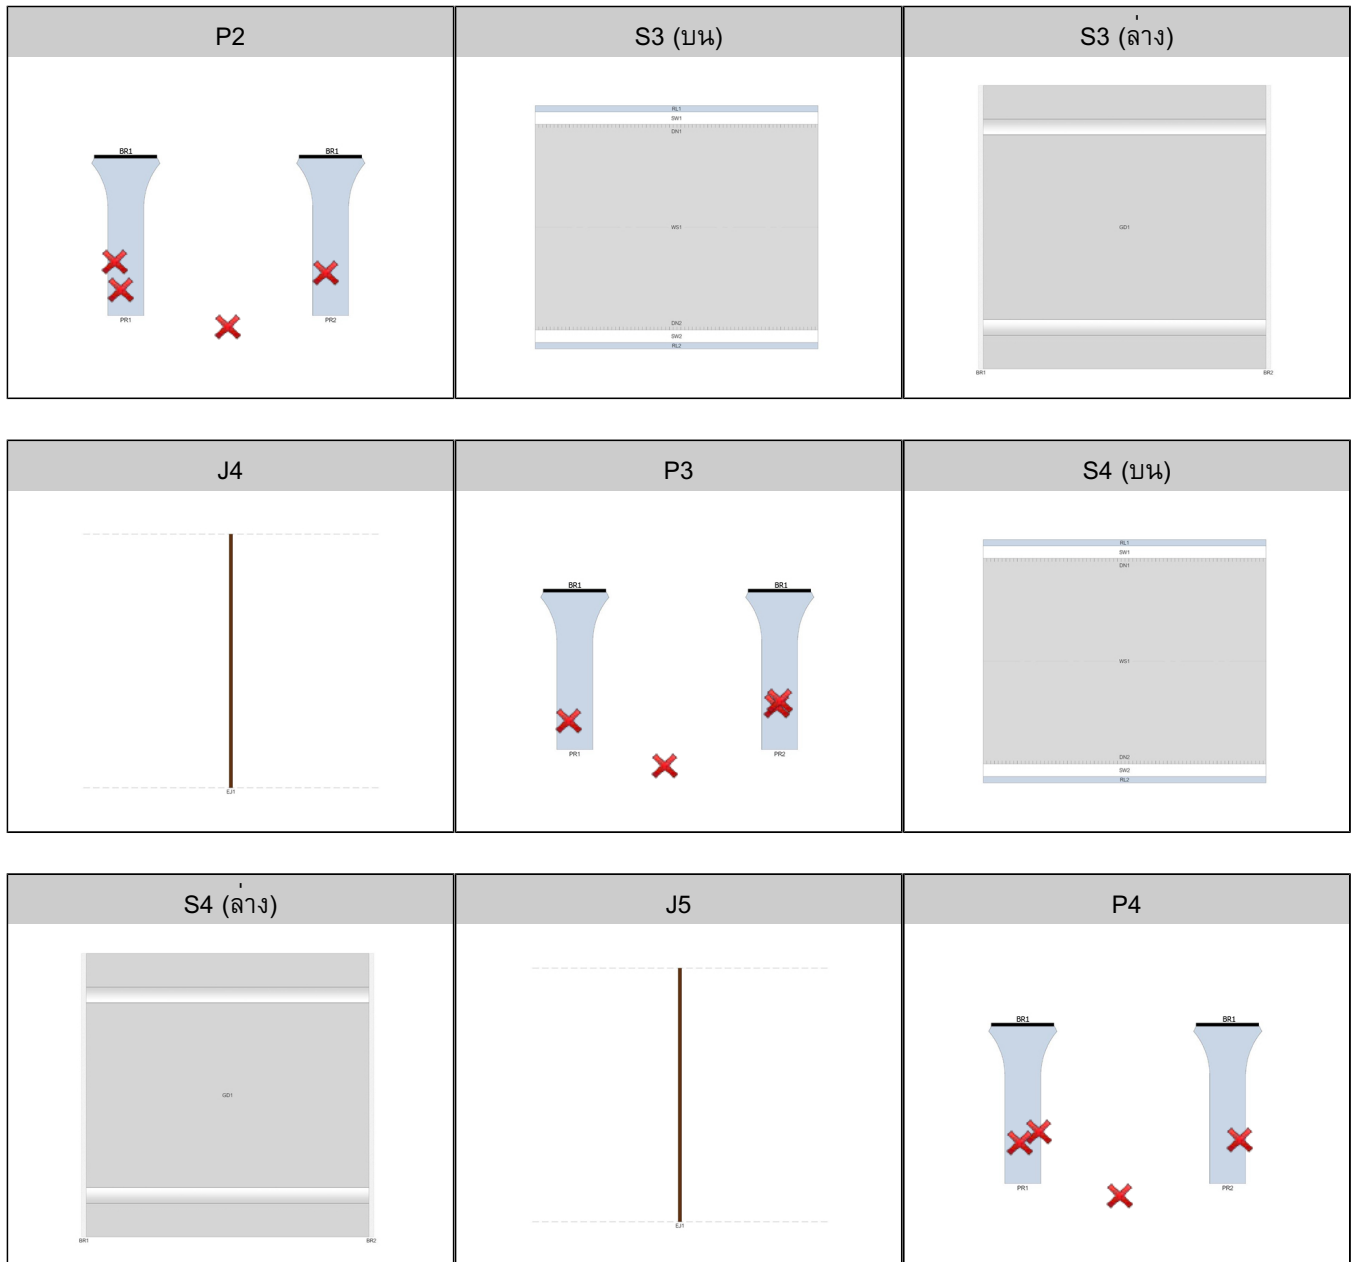 P2 S3 (บน) S3 (ล่าง)
BR1 BR1
PR1 PR2
RL1
SW1
DN1
WS1
DN2
SW2
RL2
GD1
BR1 BR2
J4 P3 S4 (บน)
EJ1
BR1 BR1
PR1 PR2
RL1
SW1
DN1
WS1
DN2
SW2
RL2
S4 (ล่าง) J5 P4
GD1
BR1 BR2
EJ1
BR1 BR1
PR1 PR2